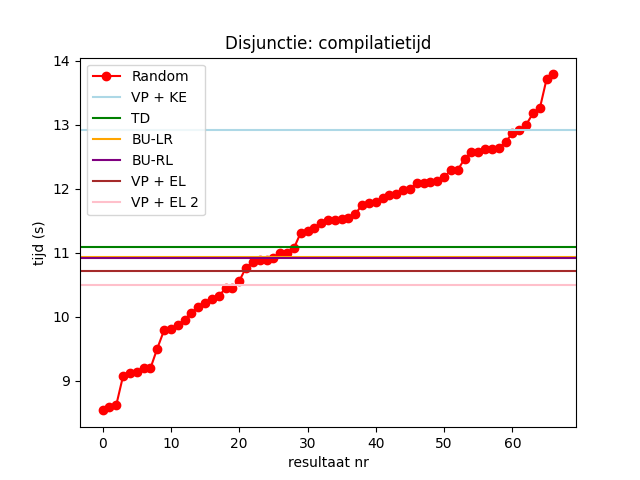 Disjunctie: compilatietijd
Random
VP + KE
TD
BU-LR
BU-RL
VP + EL
VP + EL 2
tijd (s)
14
13
12
11
10
9
0 10 20 30 40 50 60
resultaat nr